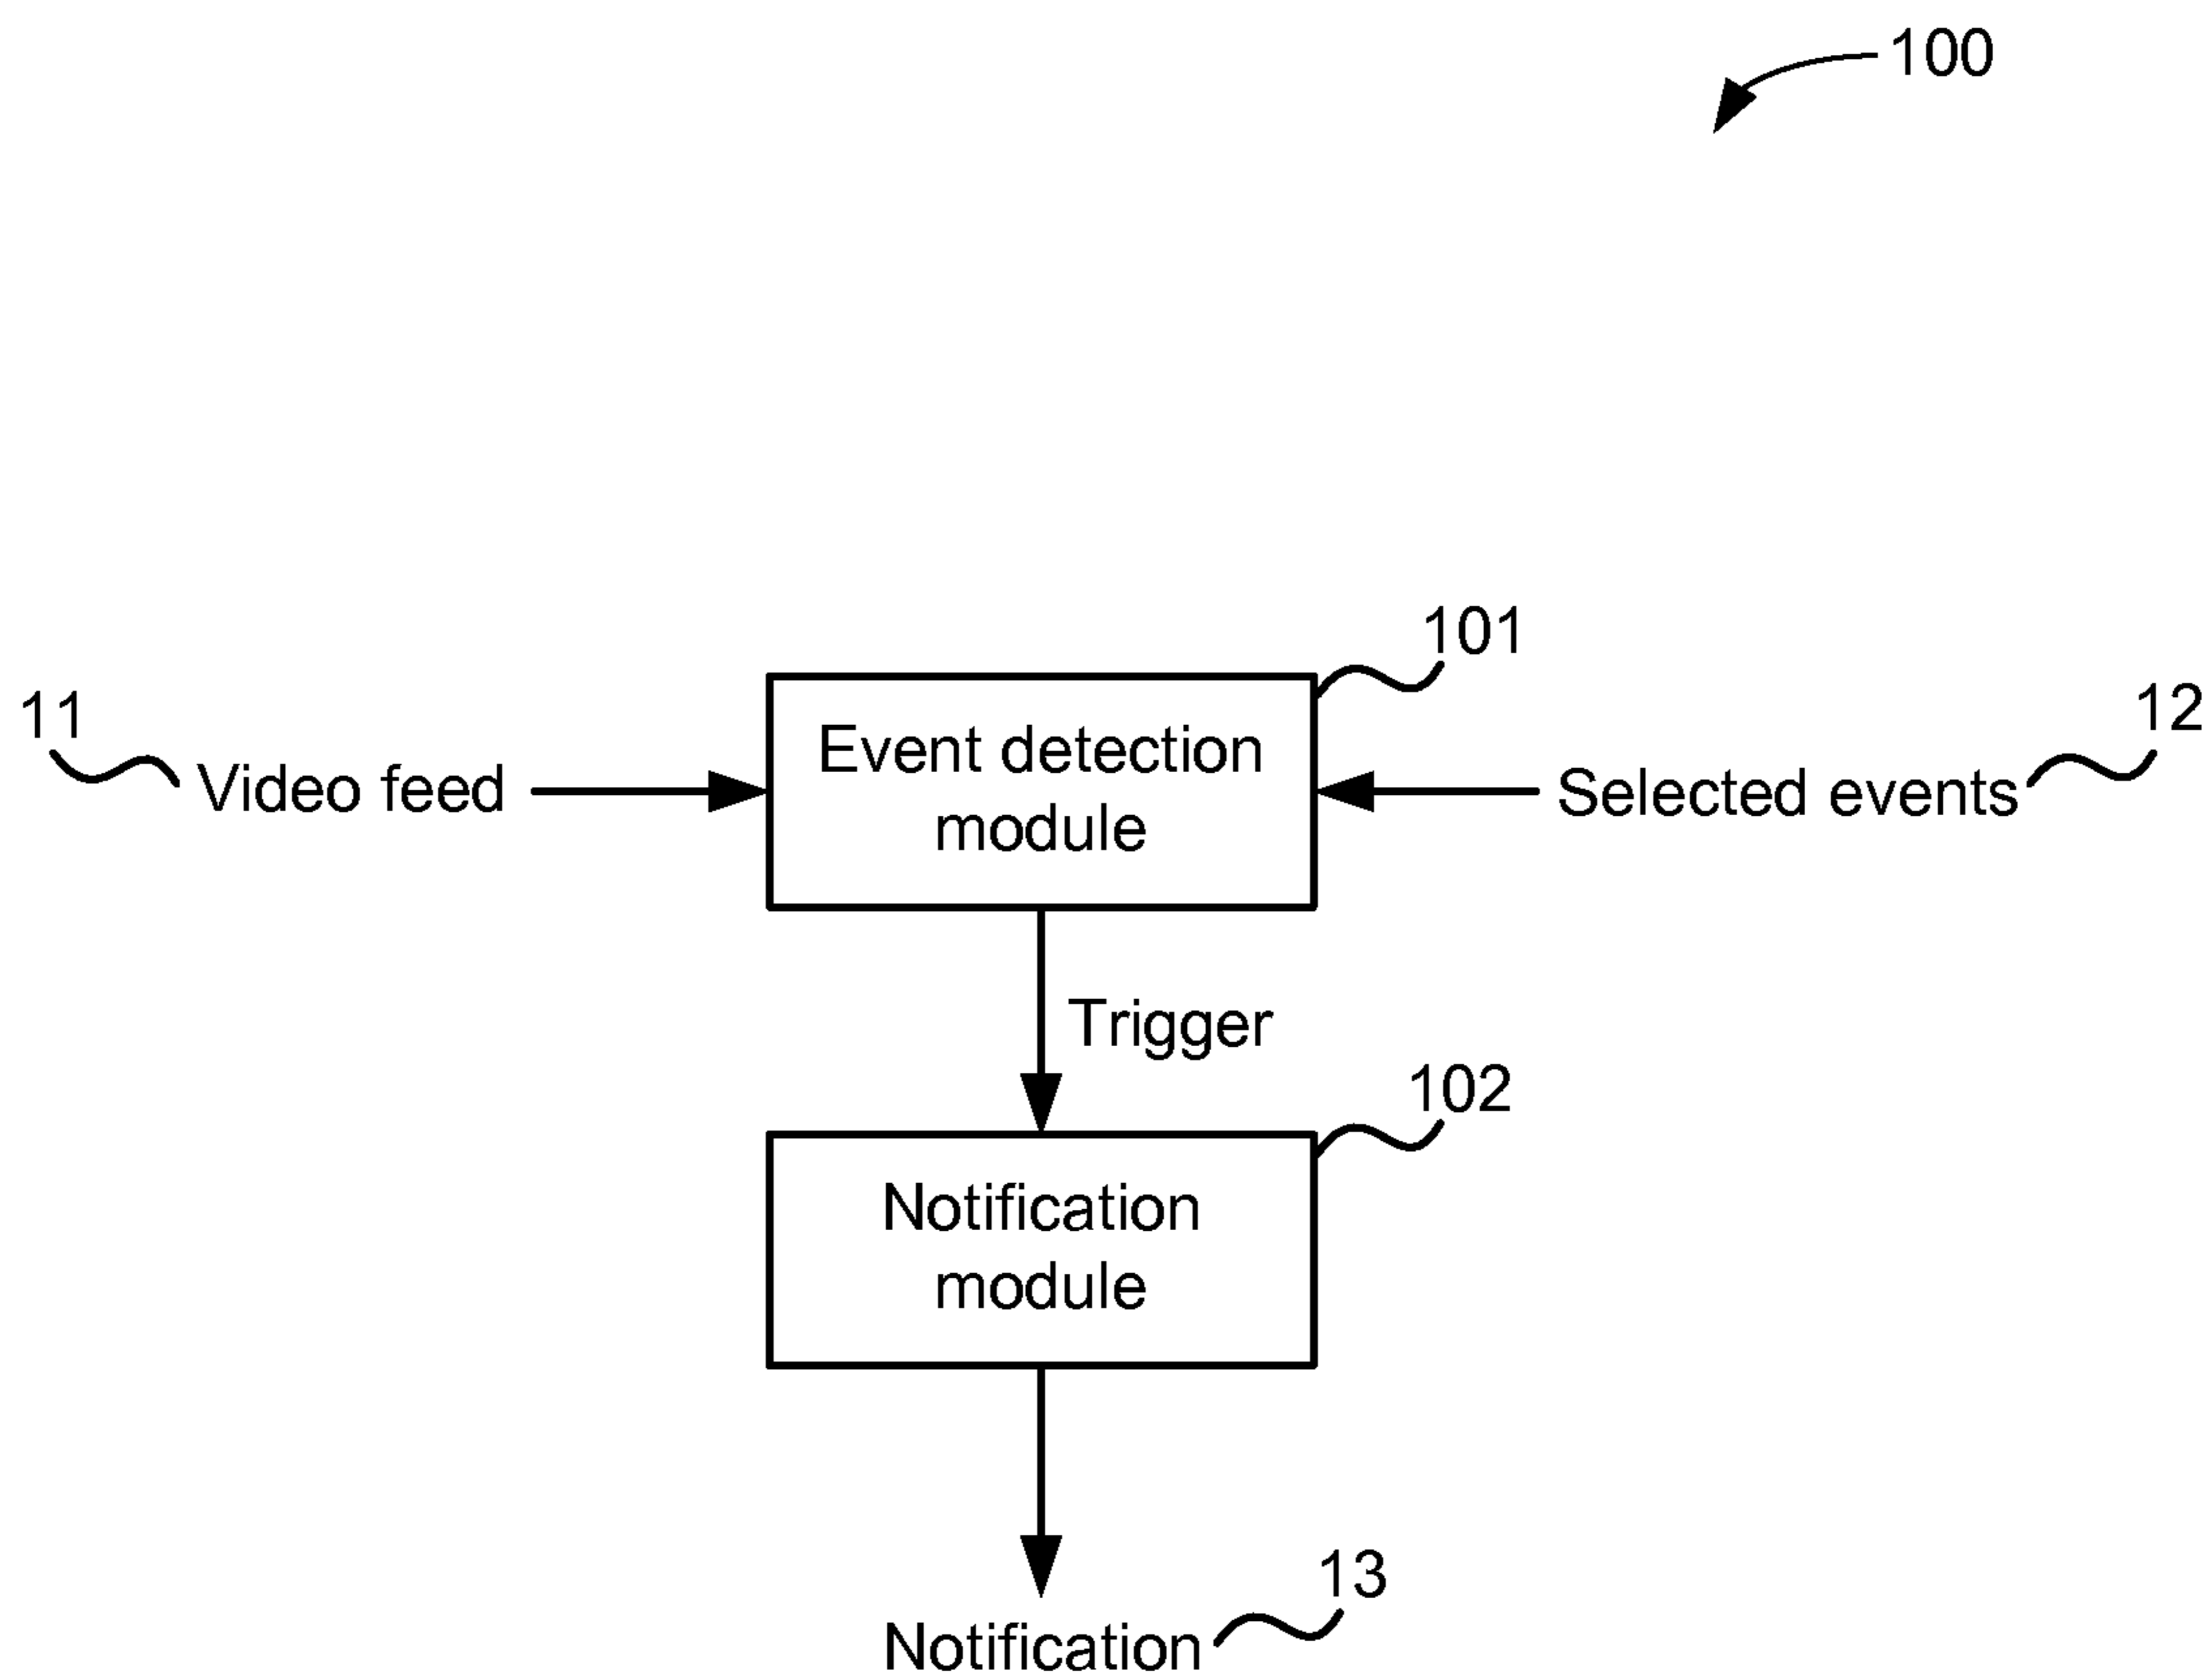 100
101
11
12
Event detection
module
Video feed
Selected events
Trigger
102
Notification
module
13
Notification